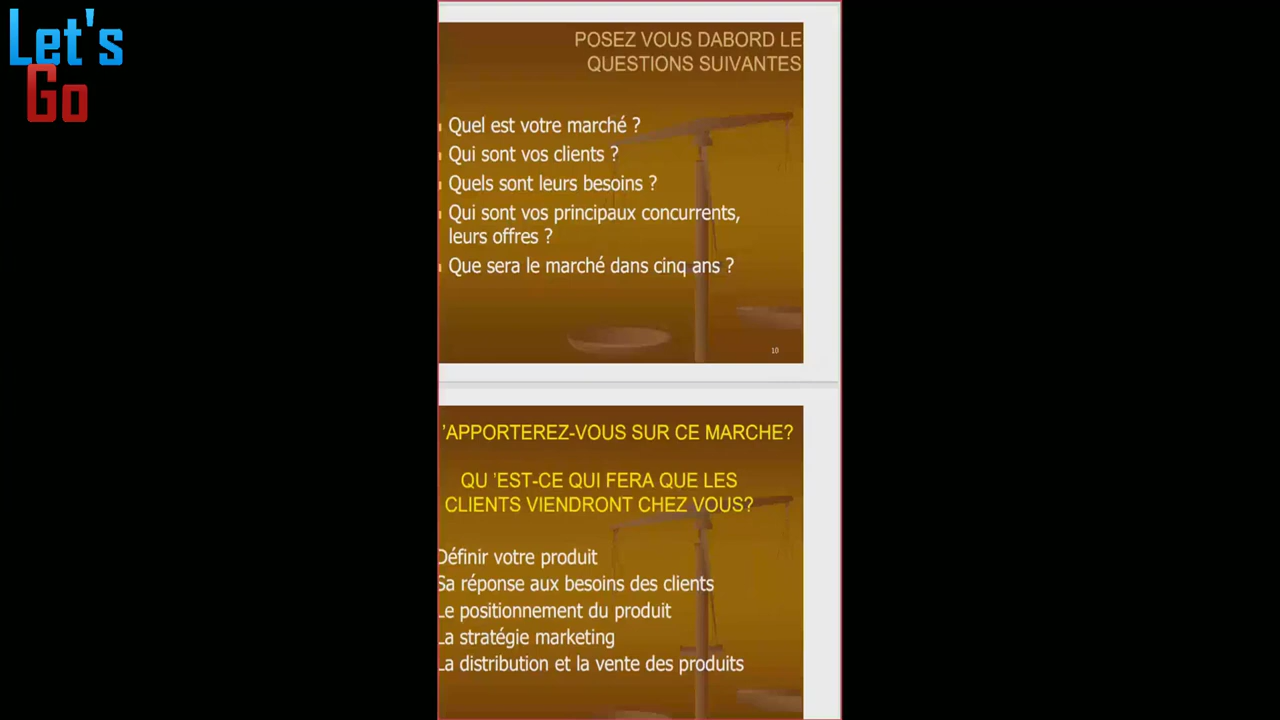 Let's
Go
POSEZ VOUS DABORD LE
QUESTIONS SUIVANTES
Quel est votre marché ?
Qui sont vos clients ?
Quels sont leurs besoins ?
Qui sont vos principaux concurrents,
leurs offres ?
Que sera le marché dans cinq ans ?
10
'APPORTEREZ-VOUS SUR CE MARCHE?
QU 'EST-CE QUI FERA QUE LES
CLIENTS VIENDRONT CHEZ VOUS?
Définir votre produit
Sa réponse aux besoins des clients
Le positionnement du produit
La stratégie marketing
La distribution et la vente des produits